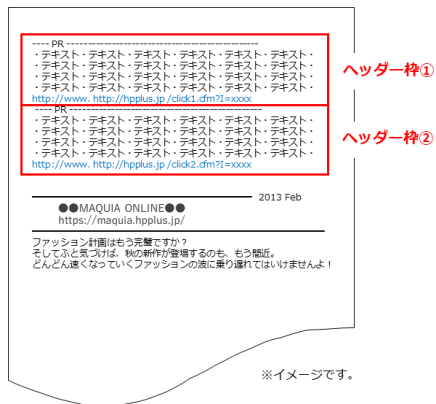 ---- PR --------------------------------------------
・テキスト・テキスト・テキスト・テキスト・テキスト・
・テキスト・テキスト・テキスト・テキスト・テキスト・
・テキスト・テキスト・テキスト・テキスト・テキスト・
・テキスト・テキスト・テキスト・テキスト・テキスト・
http://www. http://hpplus.jp /click1.cfm?I=xxxx
ヘッダー枠①
---- PR --------------------------------------------
・テキスト・テキスト・テキスト・テキスト・テキスト・
・テキスト・テキスト・テキスト・テキスト・テキスト・
・テキスト・テキスト・テキスト・テキスト・テキスト・
・テキスト・テキスト・テキスト・テキスト・テキスト・
http://www. http://hpplus.jp /click2.cfm?I=xxxx
ヘッダー枠②
2013 Feb
●●MAQUIA ONLINE●●
https://maquia.hpplus.jp/
ファッション計画はもう完璧ですか？
そしてふと気づけば、秋の新作が登場するのも、もう間近。
どんどん速くなっていくファッションの波に乗り遅れてはいけませんよ！
※イメージです。